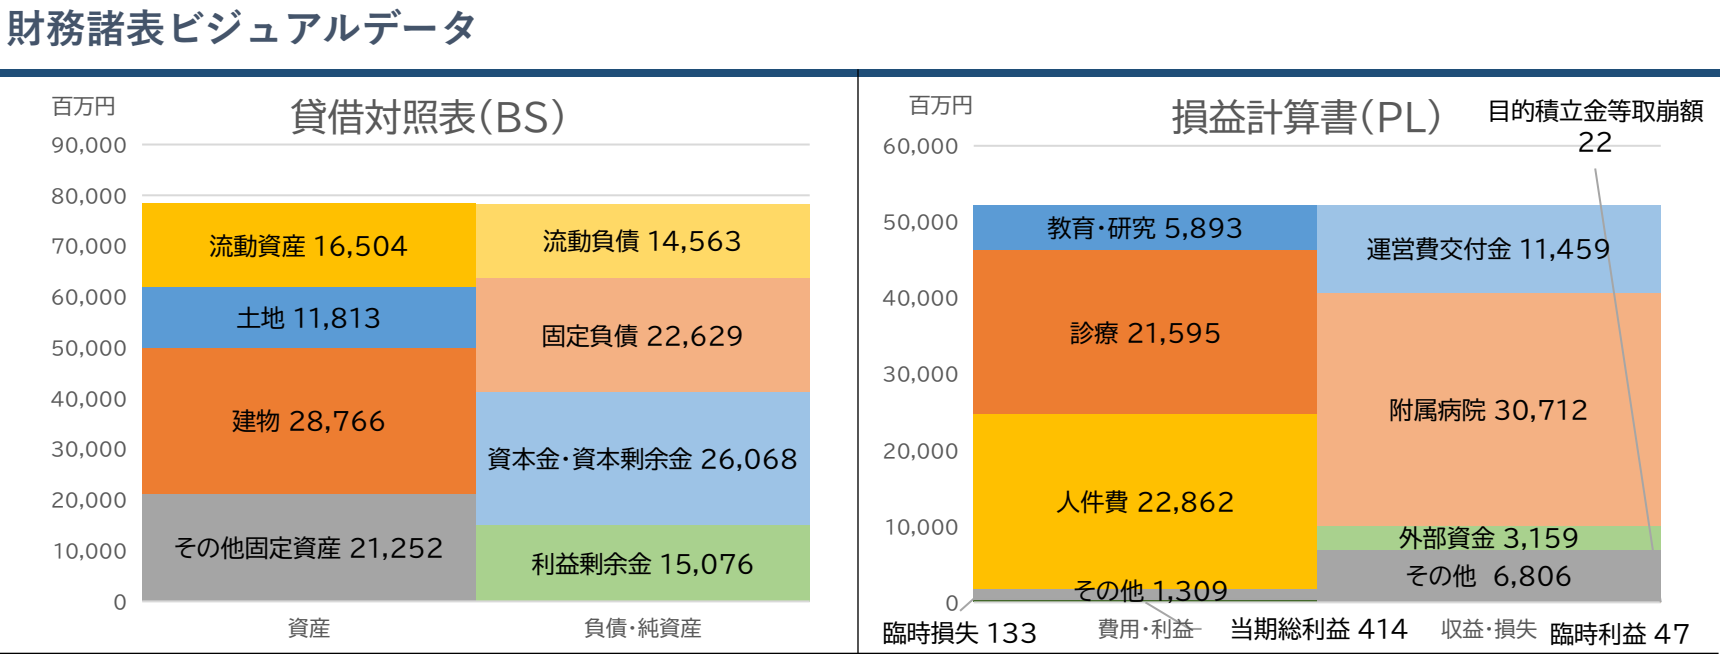 財務諸表ビジュアルデータ
百万円
貸借対照表(BS)
90,000
80,000
70,000
60,000
50,000
40,000
30,000
20,000
10,000
0
流動資産 16,504
土地 11,813
建物 28,766
その他固定資産 21,252
流動負債 14,563
固定負債 22,629
資本金・資本剰余金 26,068
利益剰余金 15,076
資産
負債・純資産
百万円
損益計算書(PL)
目的積立金等取崩額
22
60,000
50,000
40,000
30,000
20,000
10,000
0
教育・研究 5,893
診療 21,595
人件費 22,862
その他 1,309
運営費交付金 11,459
附属病院 30,712
外部資金 3,159
その他 6,806
臨時損失 133
費用・利益
当期総利益 414
収益・損失
臨時利益 47